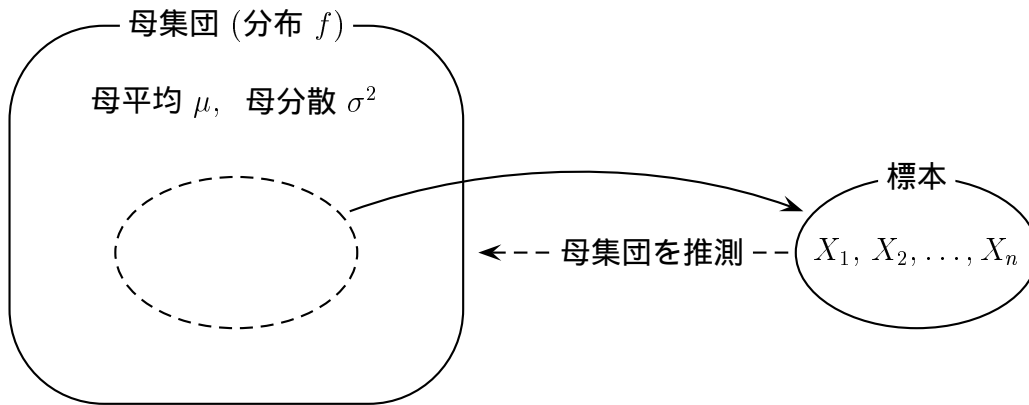 母集団 (分布 f)
母平均 μ, 母分散 σ²
標本
母集団を推測
X₁, X₂, . . . , Xₙ